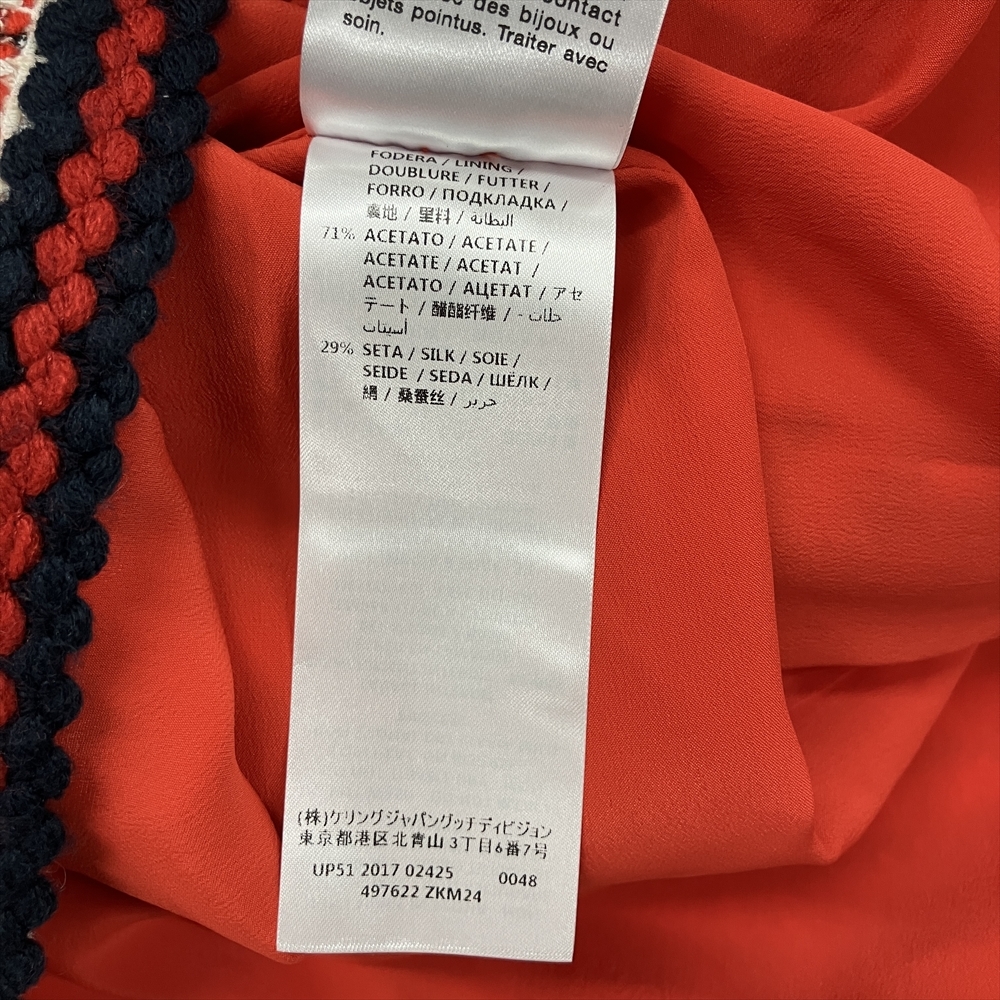 contact
des bijoux ou
objets pointus. Traiter avec
soin.
FODERA / LINING /
DOUBLURE / FUTTER /
FORRO / ПОДКЛАДКА /
裏地 / 里料 / البطانة
71% ACETATO / ACETATE /
ACETATE / ACETAT /
ACETATO / АЦЕТАТ / アセ
テート / 醋酯纤维 / - خلات
أسيتات
29% SETA / SILK / SOIE /
SEIDE / SEDA / ШЁЛК /
絹 / 桑蚕丝 / حرير
(株)ケリングジャパングッチディビジョン
東京都港区北青山3丁目6番7号
UP51 2017 02425 0048
497622 ZKM24